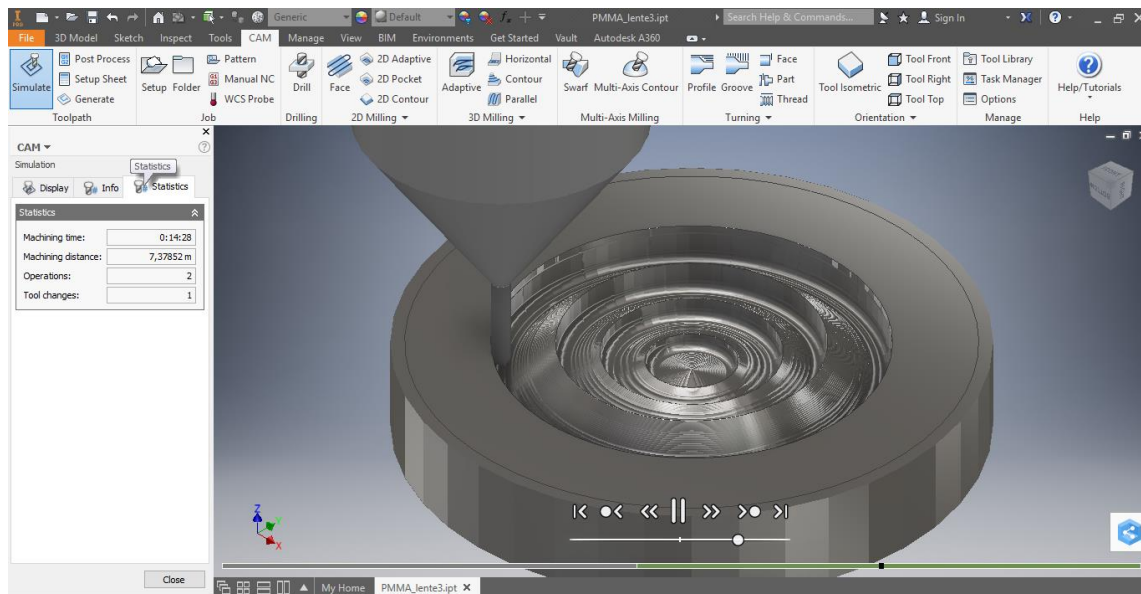 PRO Generic Default PMMA_lente3.ipt Search Help & Commands... Sign In
File 3D Model Sketch Inspect Tools CAM Manage View BIM Environments Get Started Vault Autodesk A360
Post Process Pattern 2D Adaptive Horizontal Face Tool Front Tool Library
Setup Sheet G1 G2 Manual NC 2D Pocket Contour Part Tool Right Task Manager
Simulate Generate Setup Folder WCS Probe Drill Face 2D Contour Adaptive Parallel Swarf Multi-Axis Contour Profile Groove Thread Tool Isometric Tool Top Options Help/Tutorials
Toolpath Job Drilling 2D Milling 3D Milling Multi-Axis Milling Turning Orientation Manage Help
CAM
Simulation
Statistics
Display Info Statistics
Statistics
Machining time: 0:14:28
Machining distance: 7,37852 m
Operations: 2
Tool changes: 1
Z
Y
X
Close
My Home PMMA_lente3.ipt